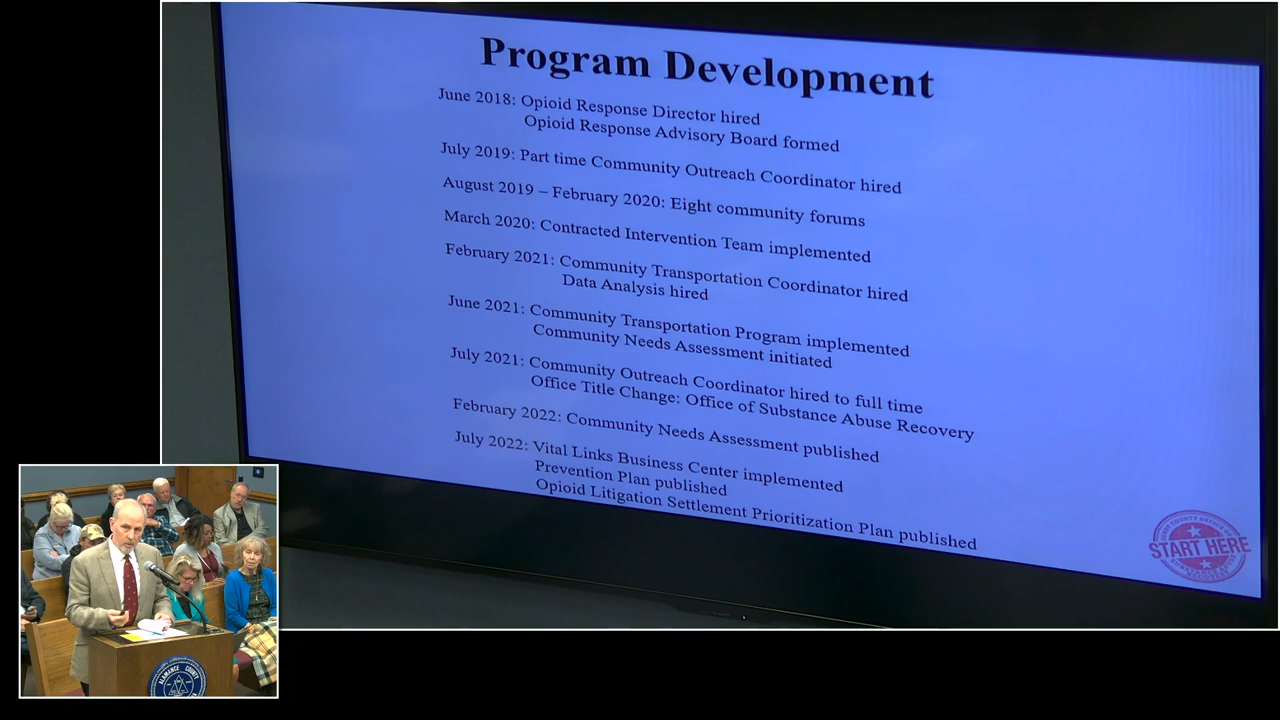 Program Development
June 2018: Opioid Response Director hired
Opioid Response Advisory Board formed
July 2019: Part time Community Outreach Coordinator hired
August 2019 – February 2020: Eight community forums
March 2020: Contracted Intervention Team implemented
February 2021: Community Transportation Coordinator hired
Data Analysis hired
June 2021: Community Transportation Program implemented
Community Needs Assessment initiated
July 2021: Community Outreach Coordinator hired to full time
Office Title Change: Office of Substance Abuse Recovery
February 2022: Community Needs Assessment published
July 2022: Vital Links Business Center implemented
Prevention Plan published
Opioid Litigation Settlement Prioritization Plan published
START HERE
ALAMANCE COUNTY